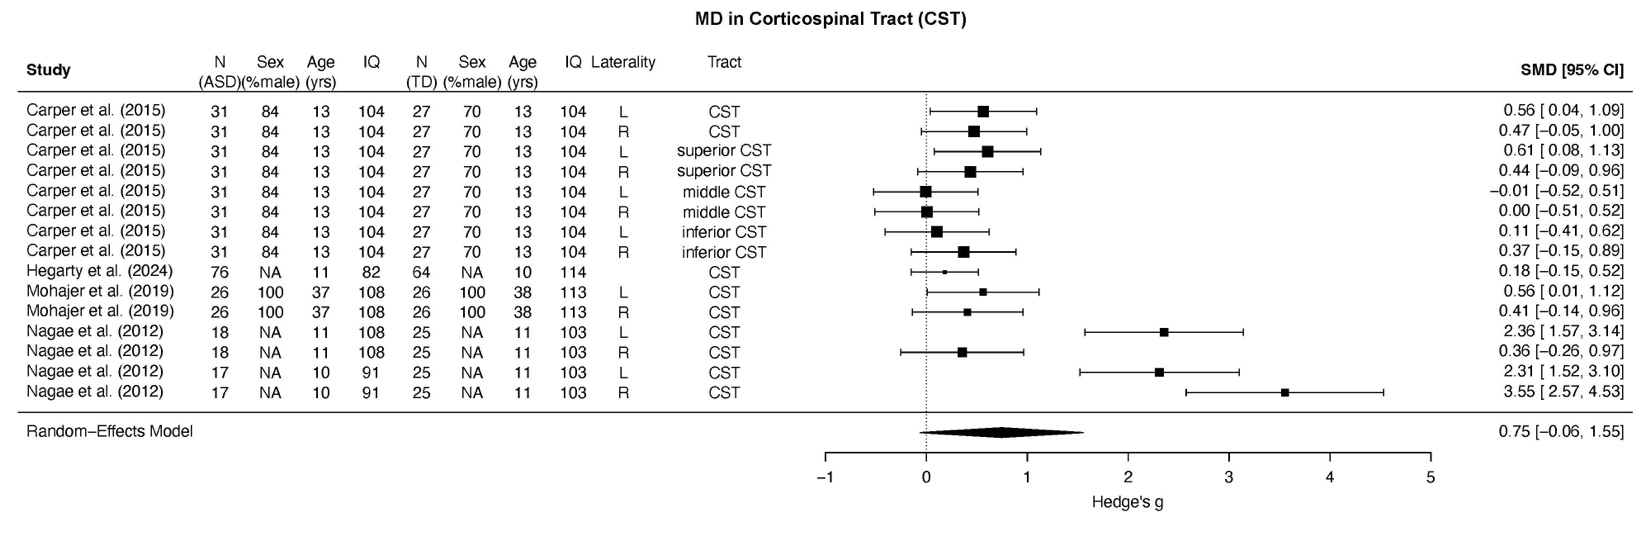 MD in Corticospinal Tract (CST)
Study N (ASD) Sex (%male) Age (yrs) IQ N (TD) Sex (%male) Age (yrs) IQ Laterality Tract SMD [95% CI]
Carper et al. (2015) 31 84 13 104 27 70 13 104 L CST 0.56 [ 0.04, 1.09]
Carper et al. (2015) 31 84 13 104 27 70 13 104 R CST 0.47 [−0.05, 1.00]
Carper et al. (2015) 31 84 13 104 27 70 13 104 L superior CST 0.61 [ 0.08, 1.13]
Carper et al. (2015) 31 84 13 104 27 70 13 104 R superior CST 0.44 [−0.09, 0.96]
Carper et al. (2015) 31 84 13 104 27 70 13 104 L middle CST −0.01 [−0.52, 0.51]
Carper et al. (2015) 31 84 13 104 27 70 13 104 R middle CST 0.00 [−0.51, 0.52]
Carper et al. (2015) 31 84 13 104 27 70 13 104 L inferior CST 0.11 [−0.41, 0.62]
Carper et al. (2015) 31 84 13 104 27 70 13 104 R inferior CST 0.37 [−0.15, 0.89]
Hegarty et al. (2024) 76 NA 11 82 64 NA 10 114 CST 0.18 [−0.15, 0.52]
Mohajer et al. (2019) 26 100 37 108 26 100 38 113 L CST 0.56 [ 0.01, 1.12]
Mohajer et al. (2019) 26 100 37 108 26 100 38 113 R CST 0.41 [−0.14, 0.96]
Nagae et al. (2012) 18 NA 11 108 25 NA 11 103 L CST 2.36 [ 1.57, 3.14]
Nagae et al. (2012) 18 NA 11 108 25 NA 11 103 R CST 0.36 [−0.26, 0.97]
Nagae et al. (2012) 17 NA 10 91 25 NA 11 103 L CST 2.31 [ 1.52, 3.10]
Nagae et al. (2012) 17 NA 10 91 25 NA 11 103 R CST 3.55 [ 2.57, 4.53]
Random−Effects Model 0.75 [−0.06, 1.55]
−1 0 1 2 3 4 5
Hedge's g